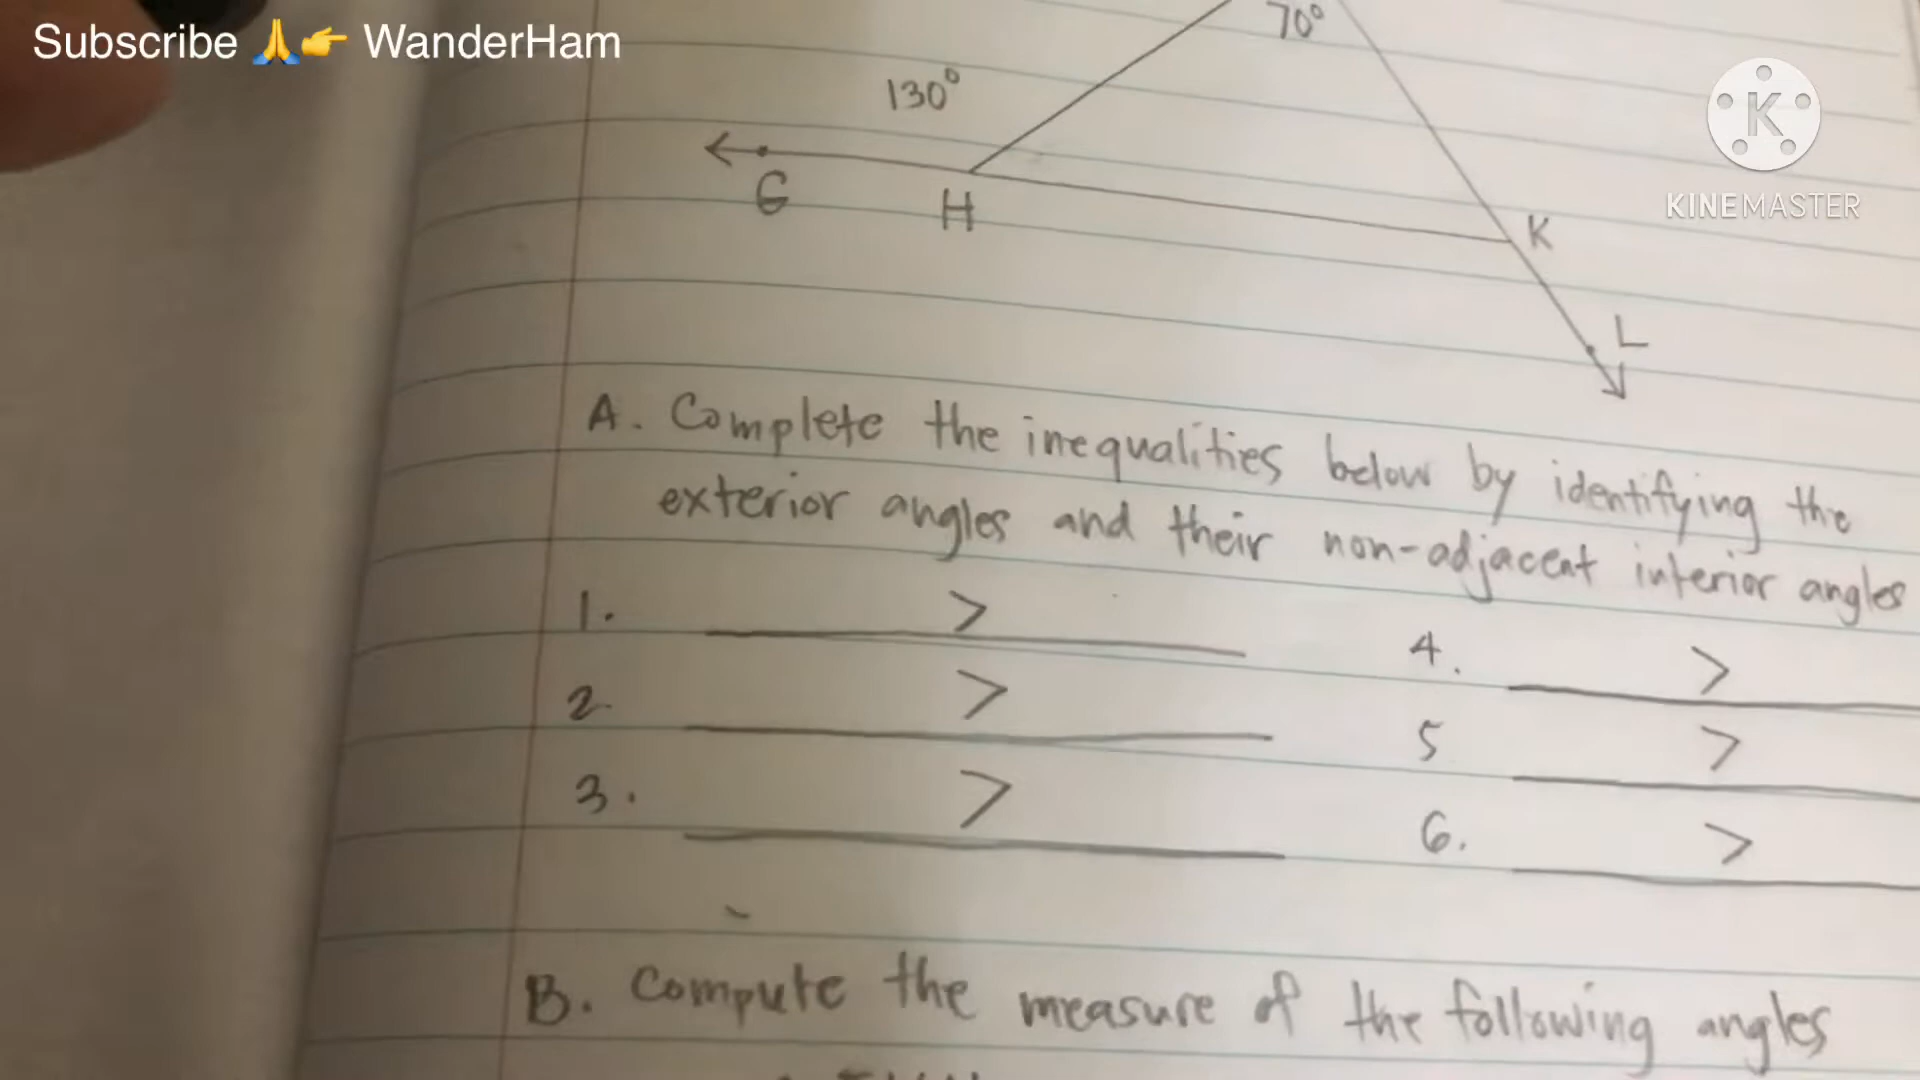 Subscribe 🙏👉 WanderHam
70°
130°
K
KINEMASTER
G
H
K
L
A. Complete the inequalities below by identifying the
exterior angles and their non-adjacent interior angles
1. >
4. >
2. >
5 >
3. >
6. >
B. Compute the measure of the following angles